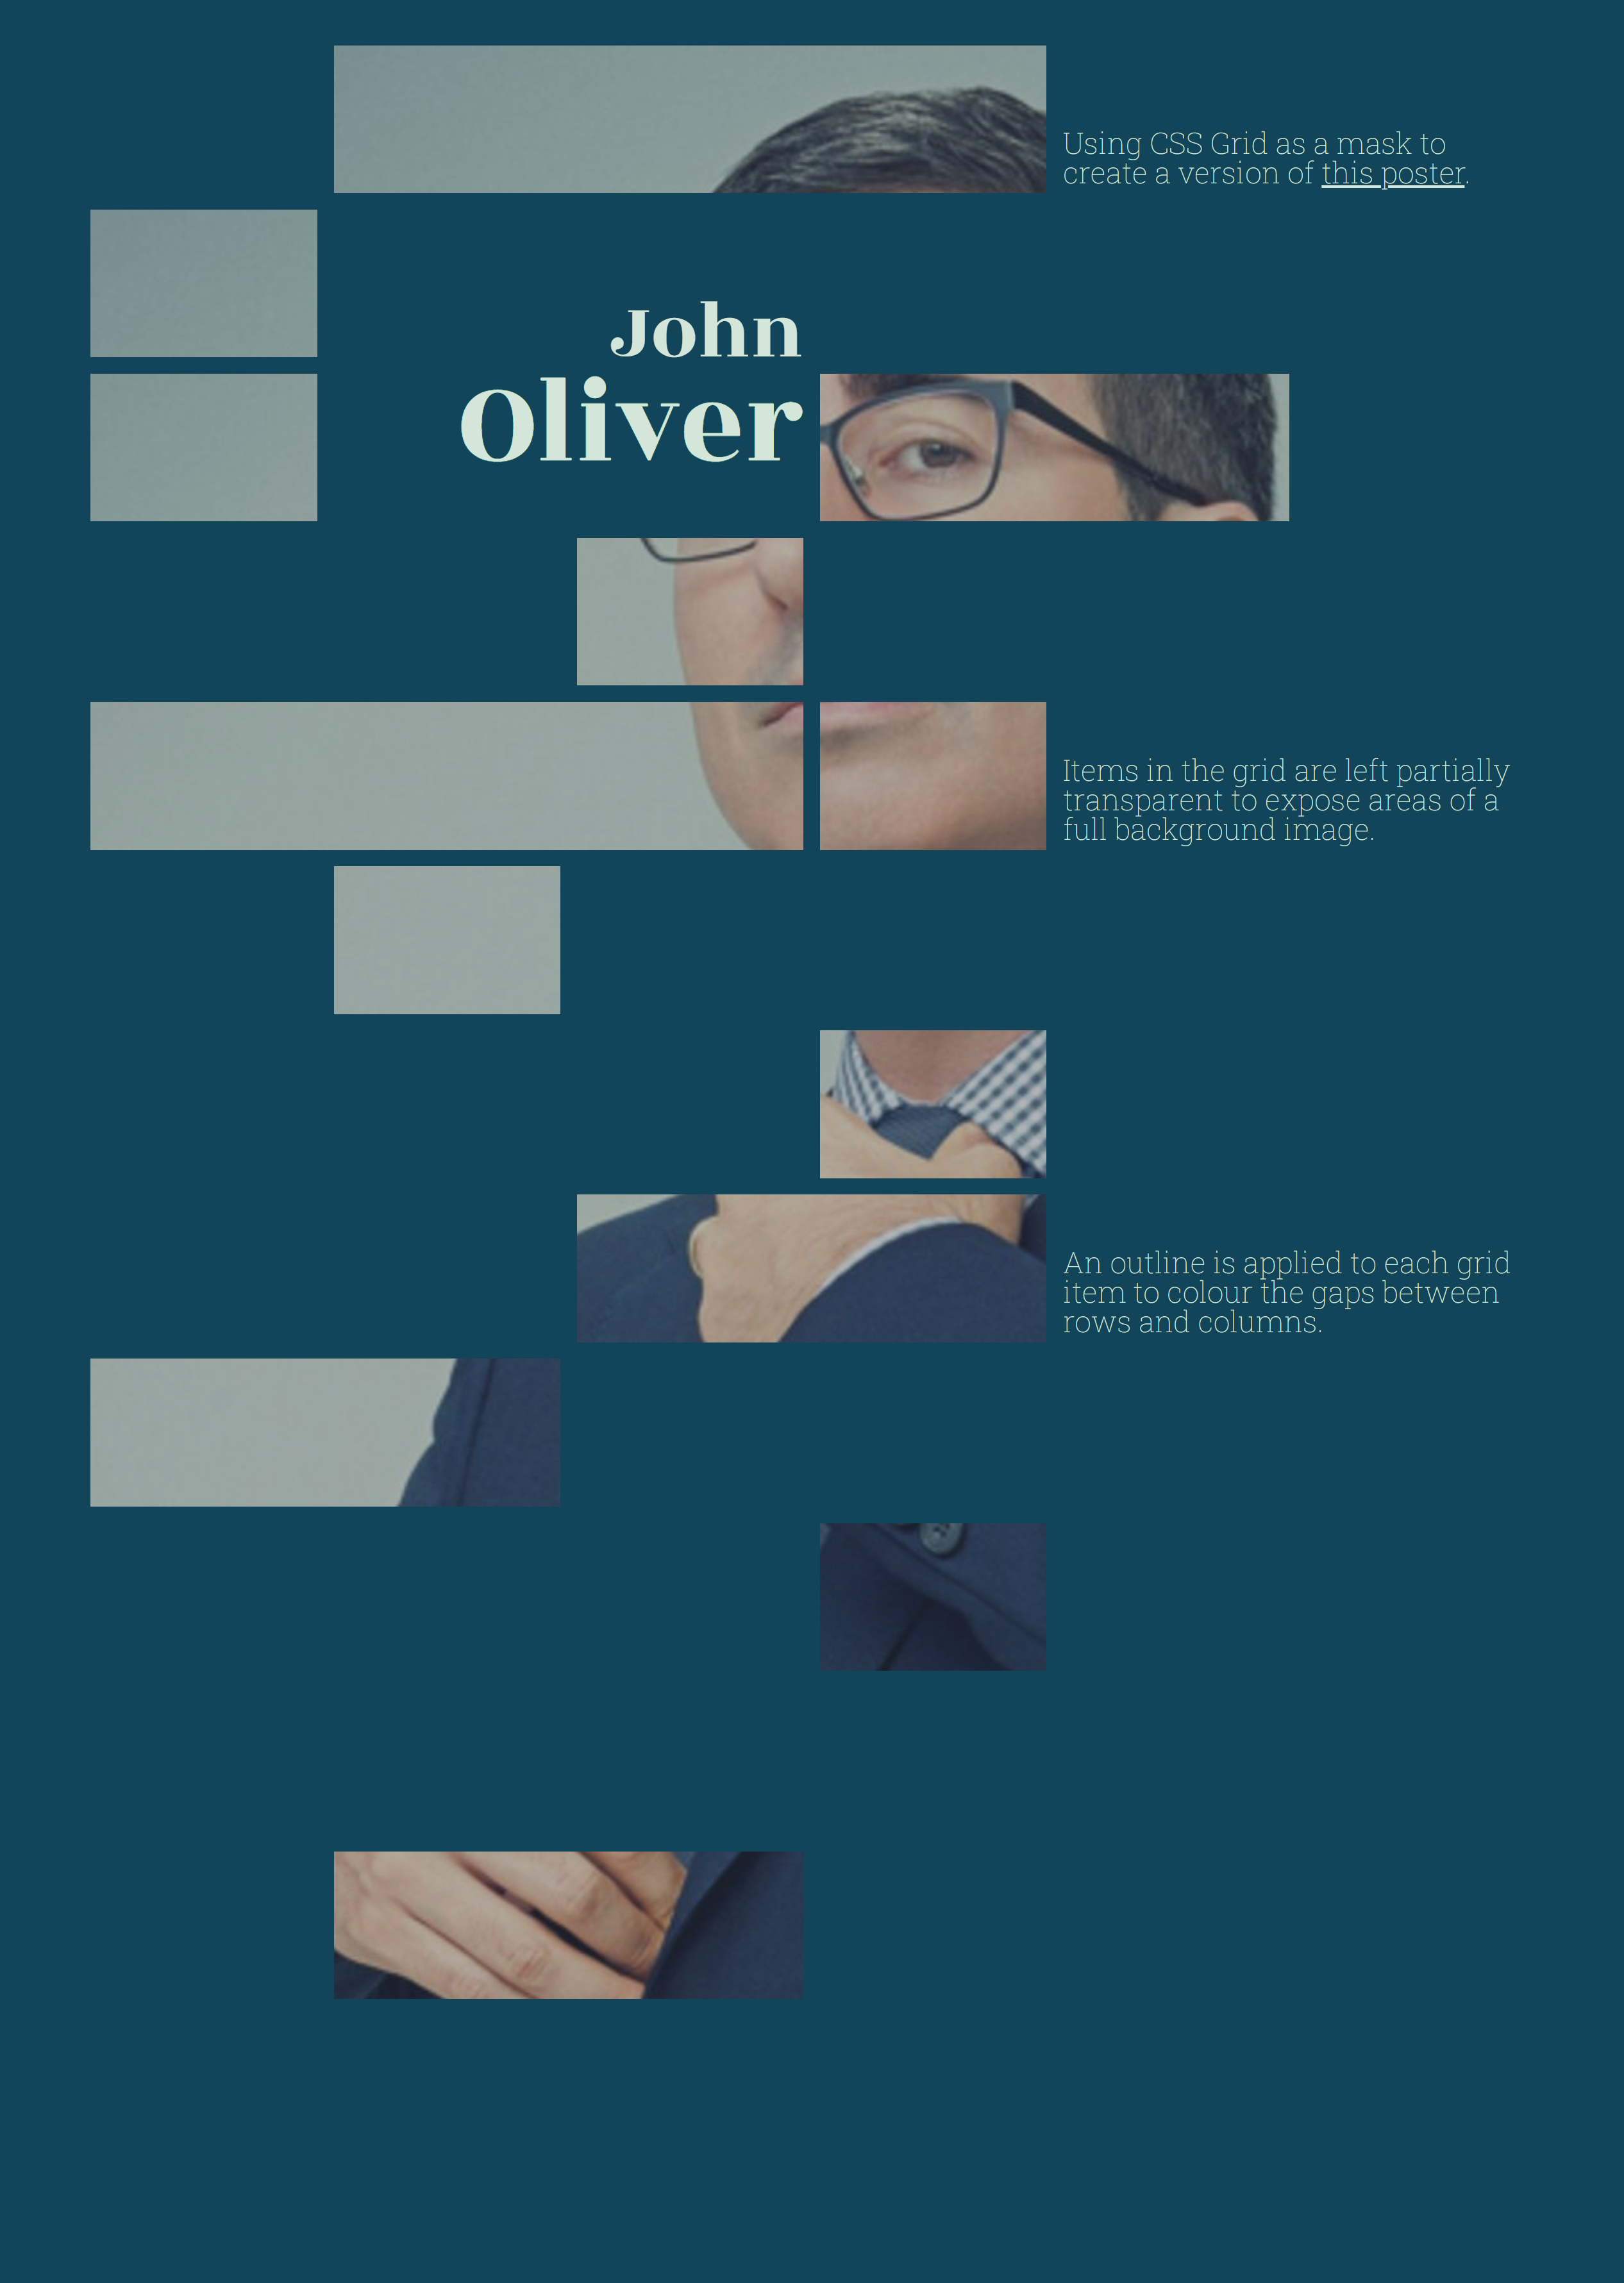 Using CSS Grid as a mask to
create a version of this poster.
John
Oliver
Items in the grid are left partially
transparent to expose areas of a
full background image.
An outline is applied to each grid
item to colour the gaps between
rows and columns.